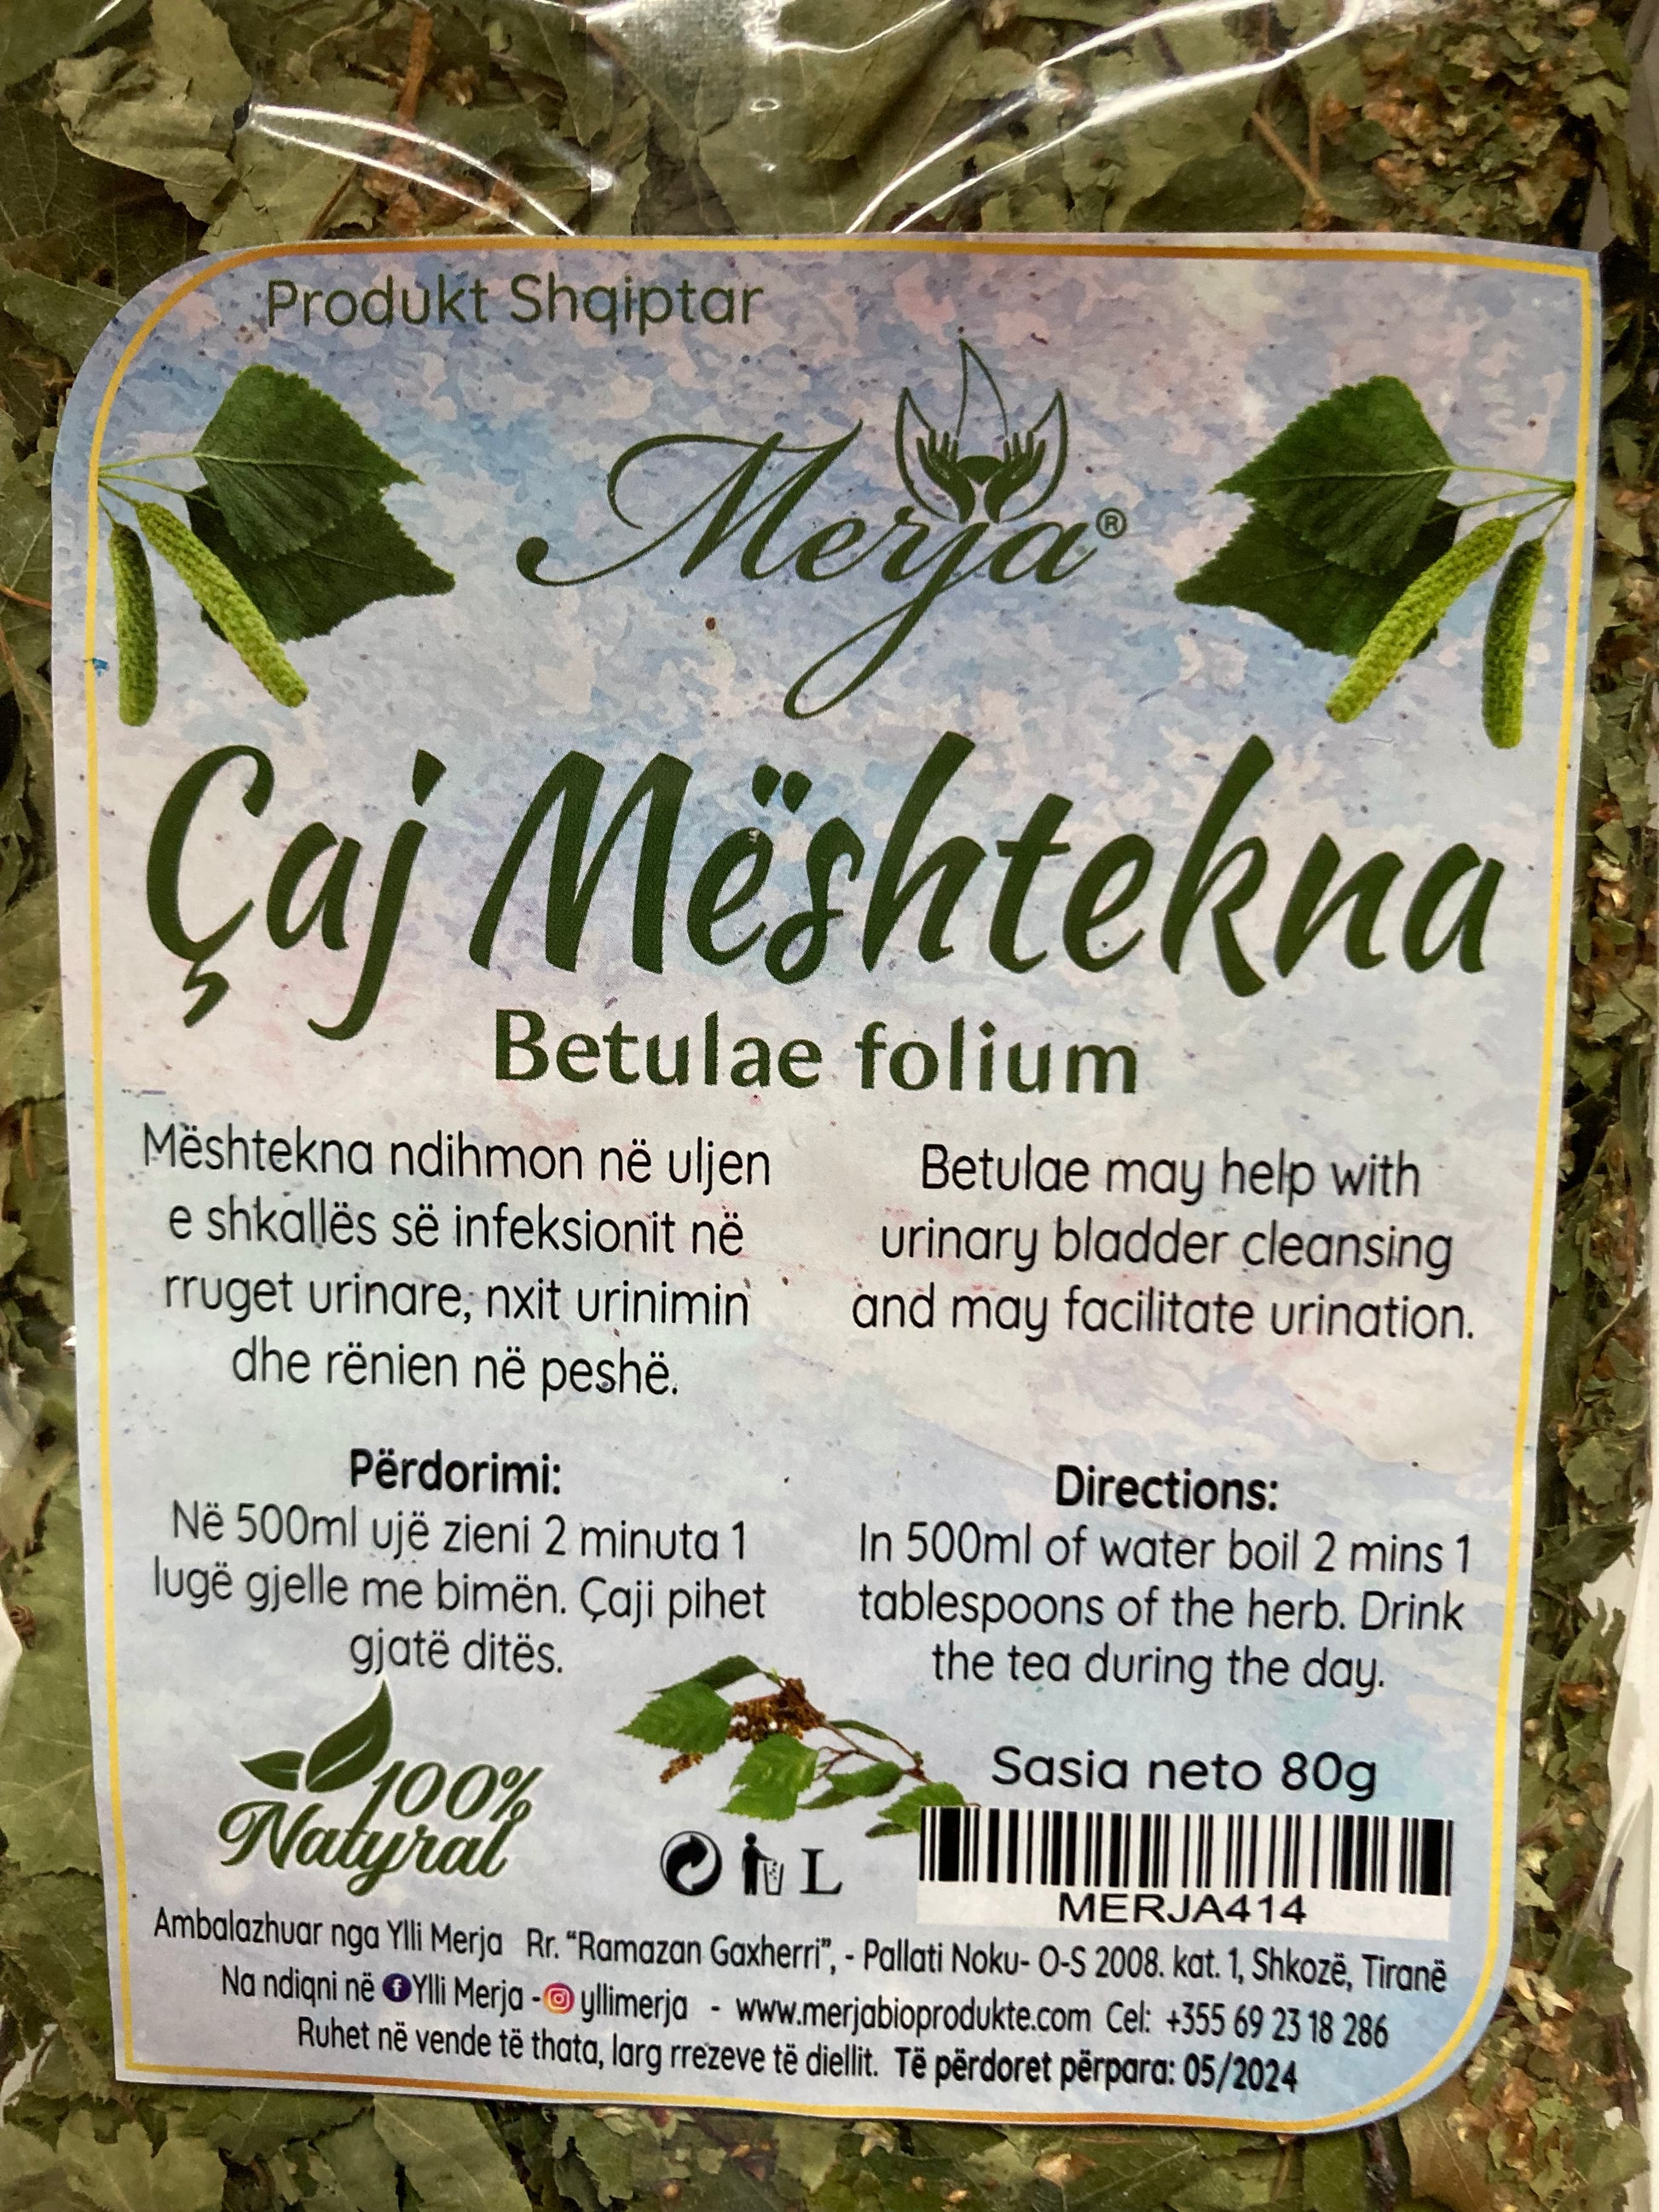 Produkt Shqiptar
Merja®
Çaj Mështekna
Betulae folium
Mështekna ndihmon në uljen
e shkallës së infeksionit në
rruget urinare, nxit urinimin
dhe rënien në peshë.
Përdorimi:
Në 500ml ujë zieni 2 minuta 1
lugë gjelle me bimën. Çaji pihet
gjatë ditës.
Betulae may help with
urinary bladder cleansing
and may facilitate urination.
Directions:
In 500ml of water boil 2 mins 1
tablespoons of the herb. Drink
the tea during the day.
100%
Natyral
L
Sasia neto 80g
MERJA414
Ambalazhuar nga Ylli Merja Rr. “Ramazan Gaxherri”, - Pallati Noku- O-S 2008. kat. 1, Shkozë, Tiranë
Na ndiqni në Ylli Merja - yllimerja - www.merjabioprodukte.com Cel: +355 69 23 18 286
Ruhet në vende të thata, larg rrezeve të diellit. Të përdoret përpara: 05/2024